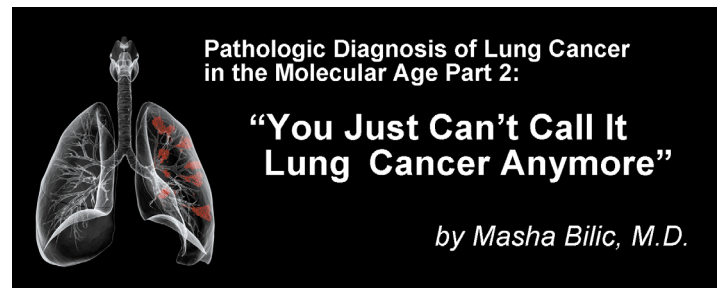 Pathologic Diagnosis of Lung Cancer
in the Molecular Age Part 2:
“You Just Can’t Call It
Lung Cancer Anymore”
by Masha Bilic, M.D.